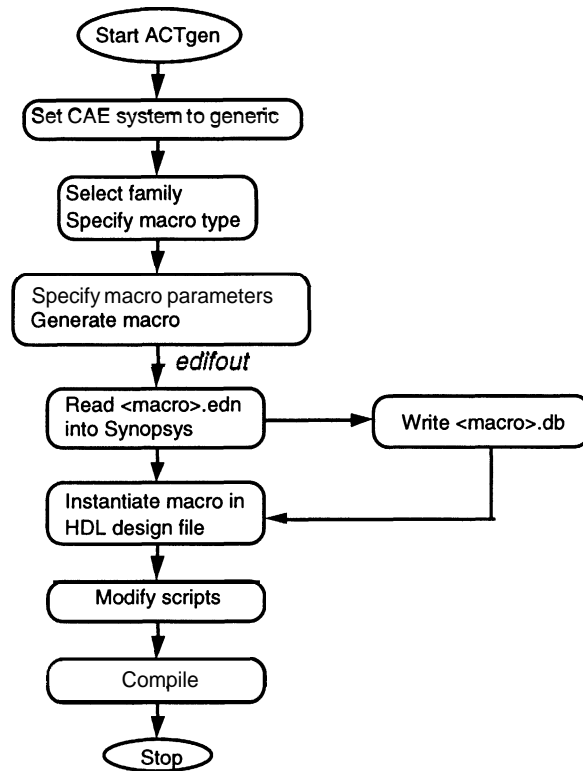 Start ACTgen
Set CAE system to generic
Select family
Specify macro type
Specify macro parameters
Generate macro
edifout
Read <macro>.edn
into Synopsys
Write <macro>.db
Instantiate macro in
HDL design file
Modify scripts
Compile
Stop